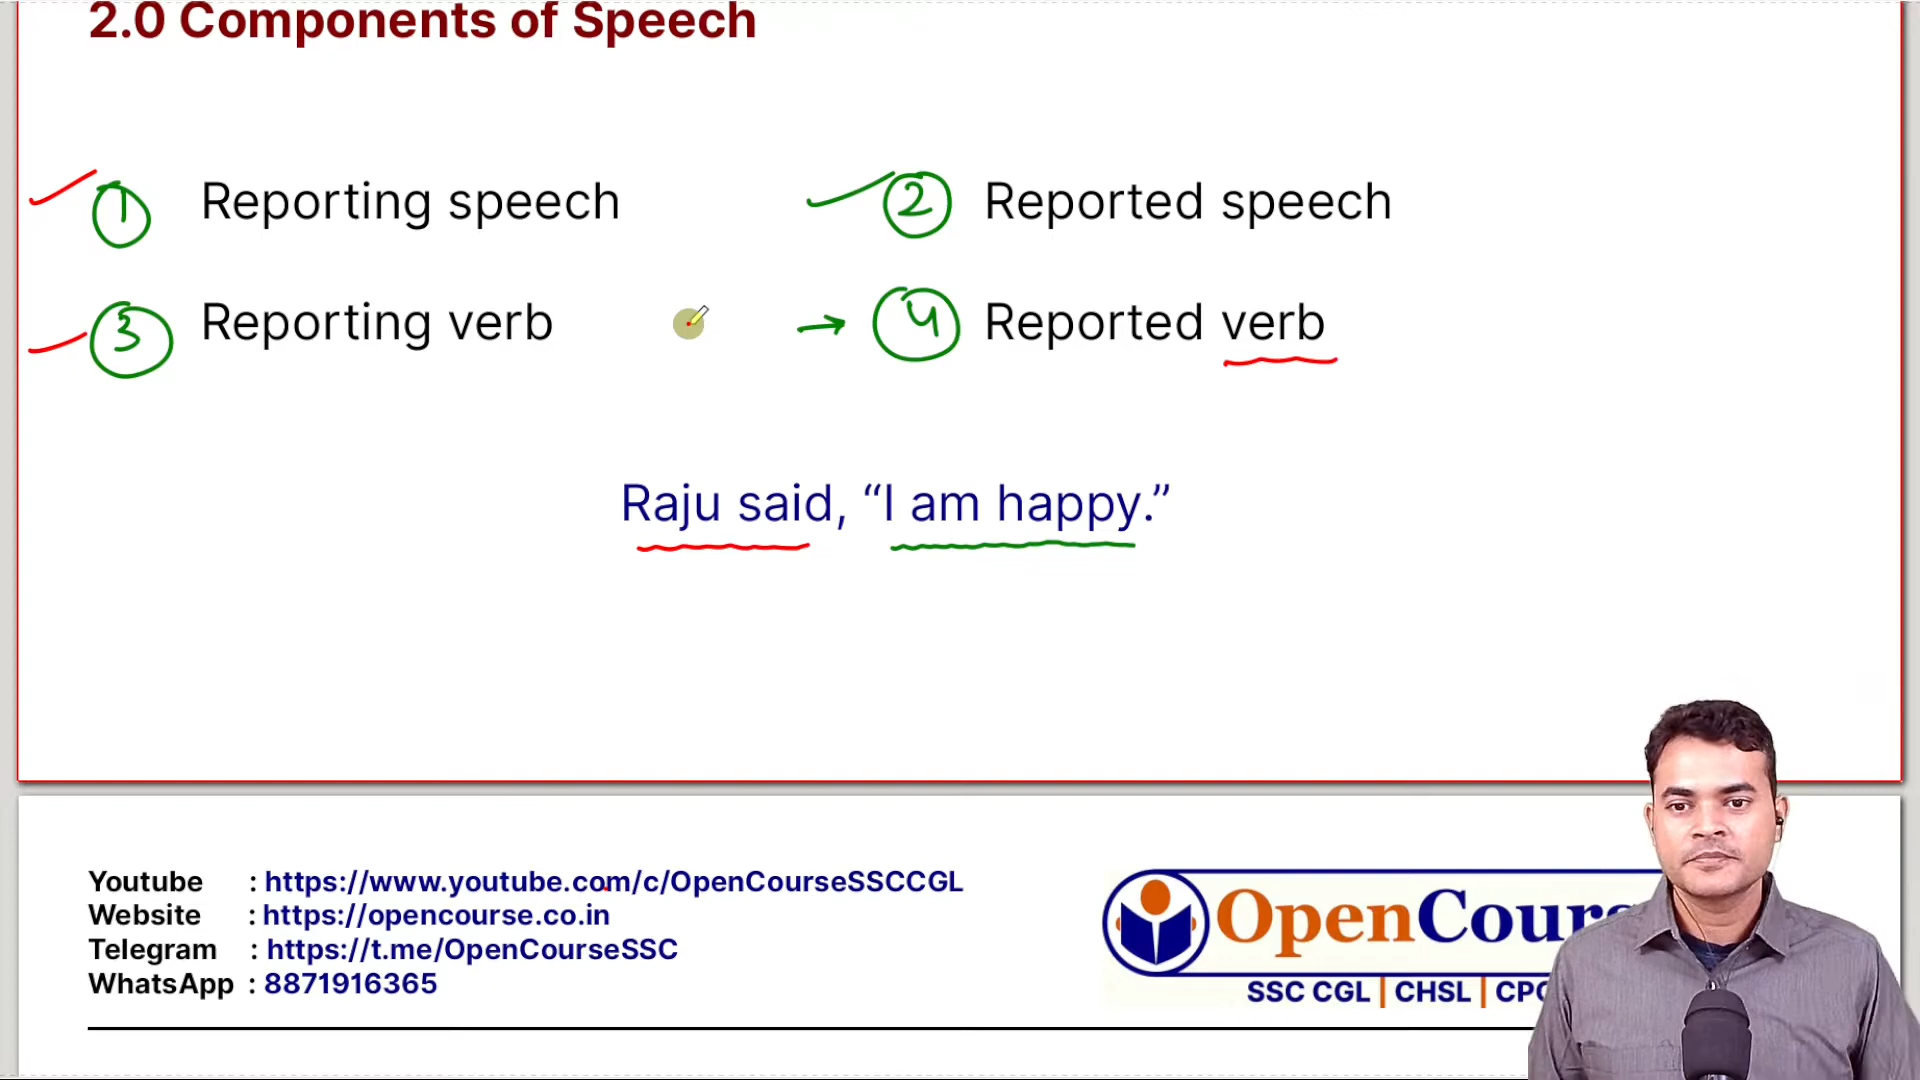 2.0 Components of Speech
1 Reporting speech
2 Reported speech
3 Reporting verb
4 Reported verb
Raju said, “I am happy.”
Youtube : https://www.youtube.com/c/OpenCourseSSCCGL
Website : https://opencourse.co.in
Telegram : https://t.me/OpenCourseSSC
WhatsApp : 8871916365
OpenCours
SSC CGL | CHSL | CPO